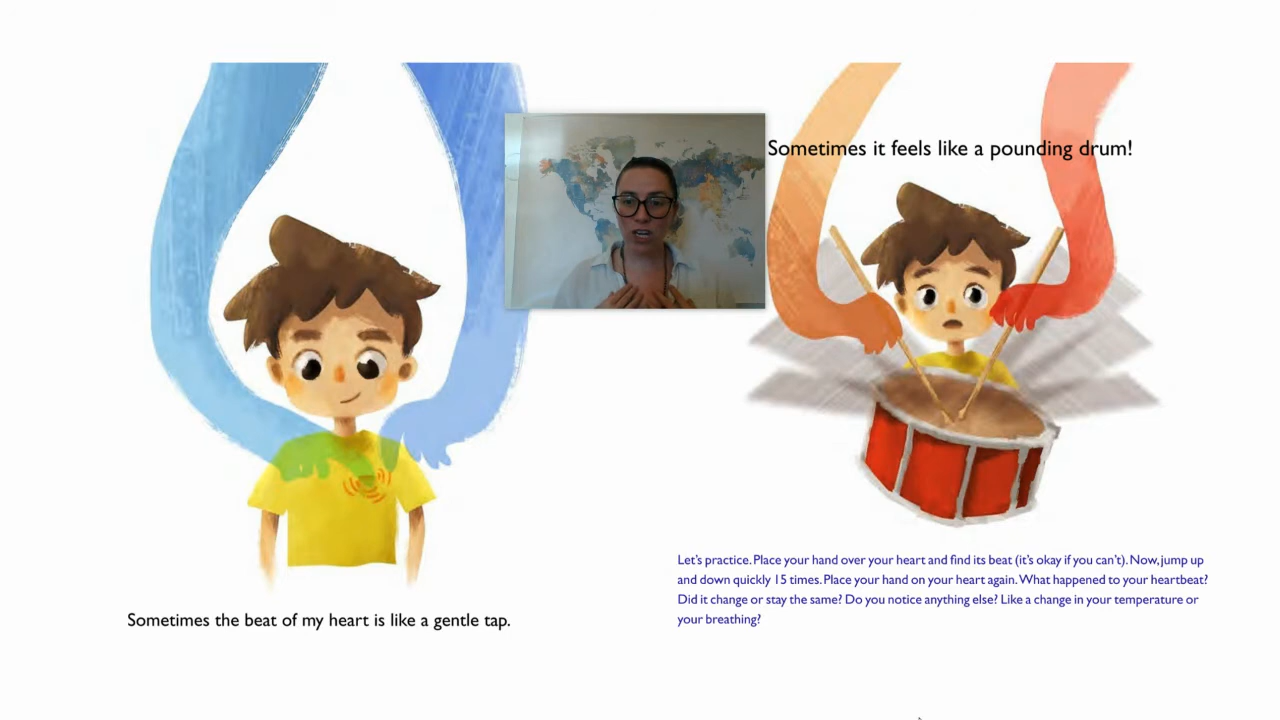 Sometimes the beat of my heart is like a gentle tap.
Sometimes it feels like a pounding drum!
Let's practice. Place your hand over your heart and find its beat (it's okay if you can't). Now, jump up
and down quickly 15 times. Place your hand on your heart again. What happened to your heartbeat?
Did it change or stay the same? Do you notice anything else? Like a change in your temperature or
your breathing?